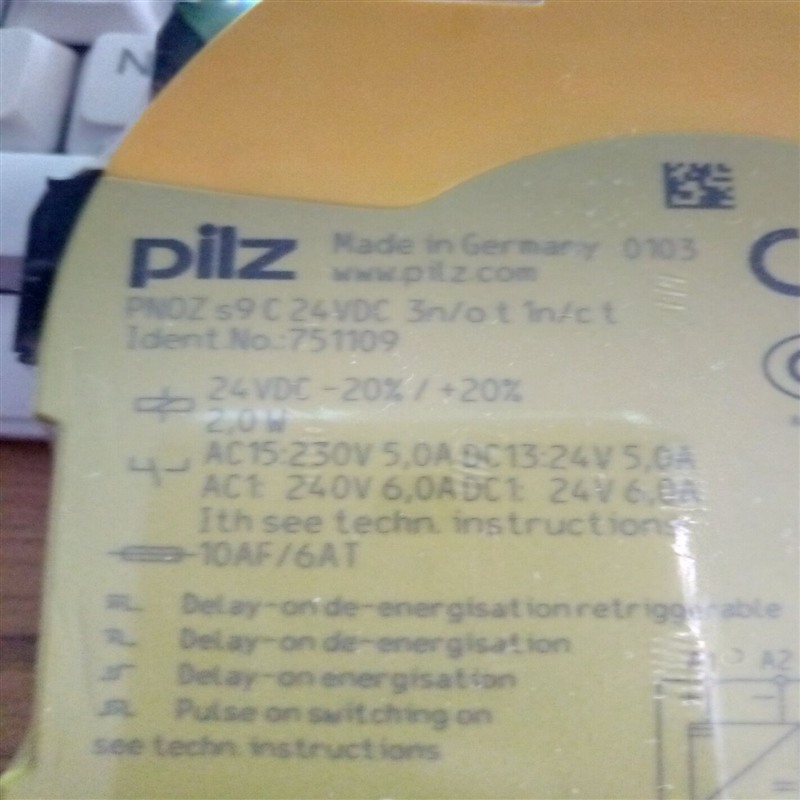 N
pilz Made in Germany 0103
www.pilz.com
PNOZ s9 C 24VDC 3n/o t 1n/c t
Ident.No.:751109
24VDC -20% / +20%
2,0W
AC15:230V 5,0A DC13:24V 5,0A
AC1: 240V 6,0A DC1: 24V 6,0A
Ith see techn. instructions
10AF/6AT
Delay-on de-energisation retriggerable
Delay-on de-energisation
Delay-on energisation
Pulse on switching on
see techn. instructions
A1 A2